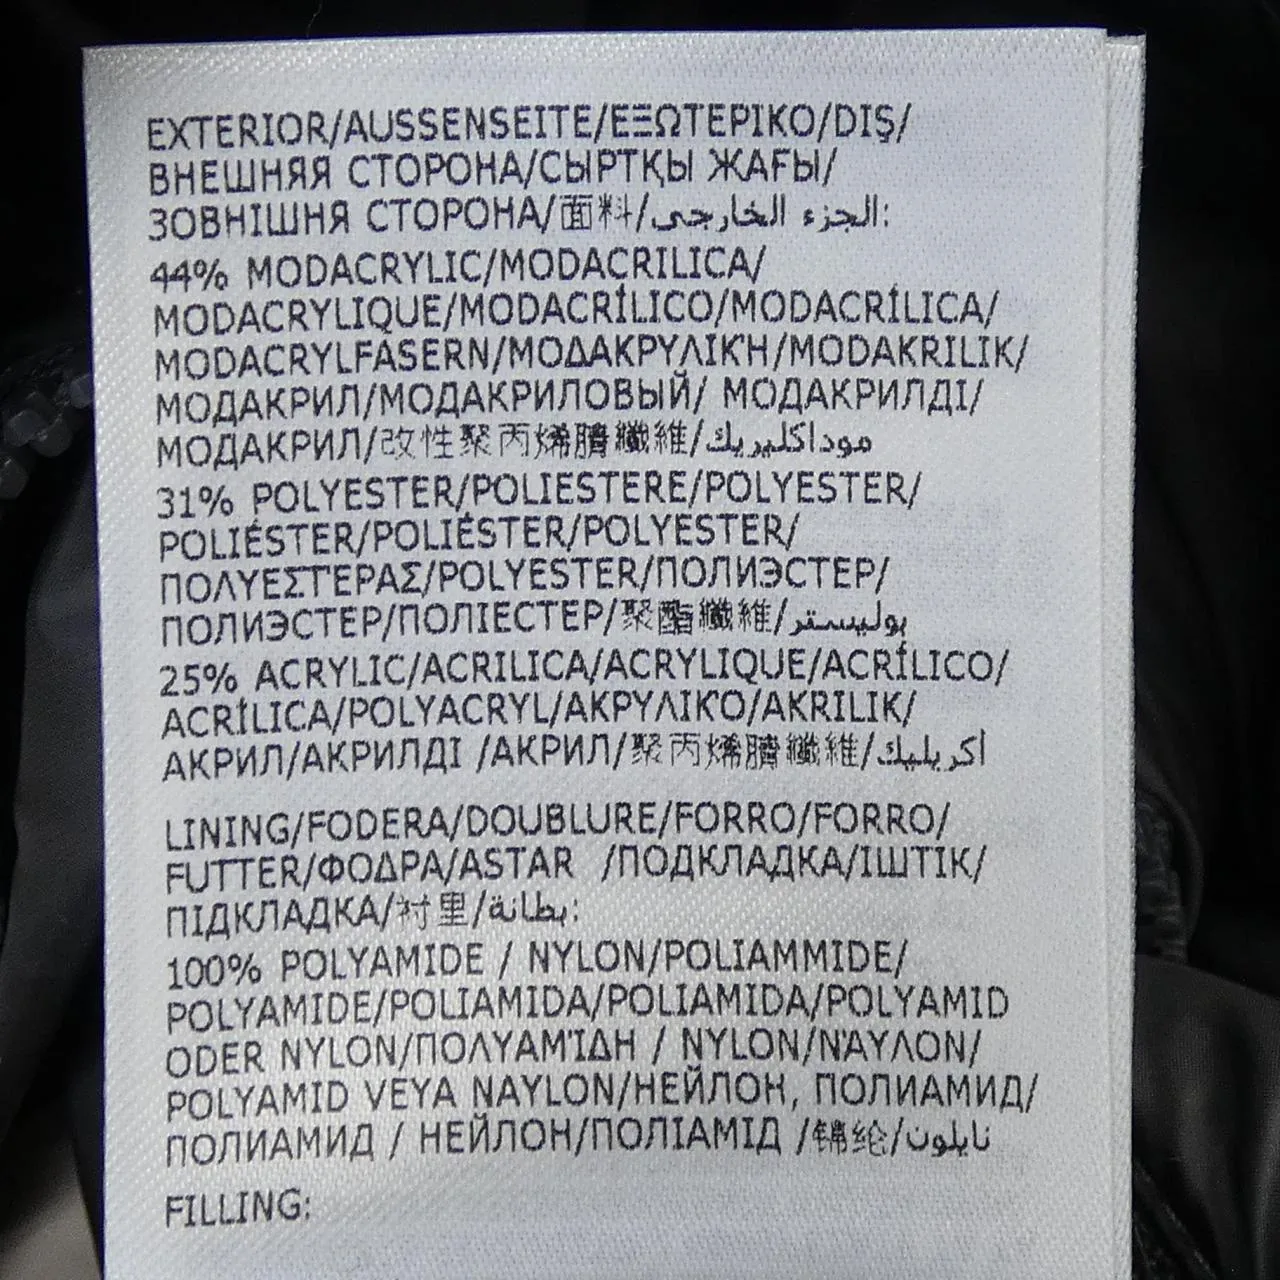 EXTERIOR/AUSSENSEITE/ΕΞΩΤΕΡΙΚΟ/DIŞ/
ВНЕШНЯЯ СТОРОНА/СЫРТҚЫ ЖАҒЫ/
ЗОВНІШНЯ СТОРОНА/面料/الجزء الخارجى:
44% MODACRYLIC/MODACRILICA/
MODACRYLIQUE/MODACRÍLICO/MODACRÍLICA/
MODACRYLFASERN/ΜΟΔΑΚΡΥΛΙΚΉ/MODAKRILIK/
МОДАКРИЛ/МОДАКРИЛОВЫЙ/ МОДАКРИЛДІ/
МОДАКРИЛ/改性聚丙烯腈纖維/موداكليريك
31% POLYESTER/POLIESTERE/POLYESTER/
POLIÉSTER/POLIÉSTER/POLYESTER/
ΠΟΛΥΕΣΤΕΡΑΣ/POLYESTER/ПОЛИЭСТЕР/
ПОЛИЭСТЕР/ПОЛІЕСТЕР/聚酯纖維/بوليستر
25% ACRYLIC/ACRILICA/ACRYLIQUE/ACRÍLICO/
ACRÍLICA/POLYACRYL/ΑΚΡΥΛΙΚΌ/AKRILIK/
АКРИЛ/АКРИЛДІ /АКРИЛ/聚丙烯腈纖維/أكريليك
LINING/FODERA/DOUBLURE/FORRO/FORRO/
FUTTER/ΦΟΔΡΑ/ASTAR  /ПОДКЛАДКА/ІШТІК/
ПІДКЛАДКА/衬里/بطانة:
100% POLYAMIDE / NYLON/POLIAMMIDE/
POLYAMIDE/POLIAMIDA/POLIAMIDA/POLYAMID
ODER NYLON/ΠΟΛΥΑΜΊΔΗ / NYLON/ΝΆΥΛΟΝ/
POLYAMID VEYA NAYLON/НЕЙЛОН, ПОЛИАМИД/
ПОЛИАМИД / НЕЙЛОН/ПОЛІАМІД /锦纶/نايلون
FILLING: